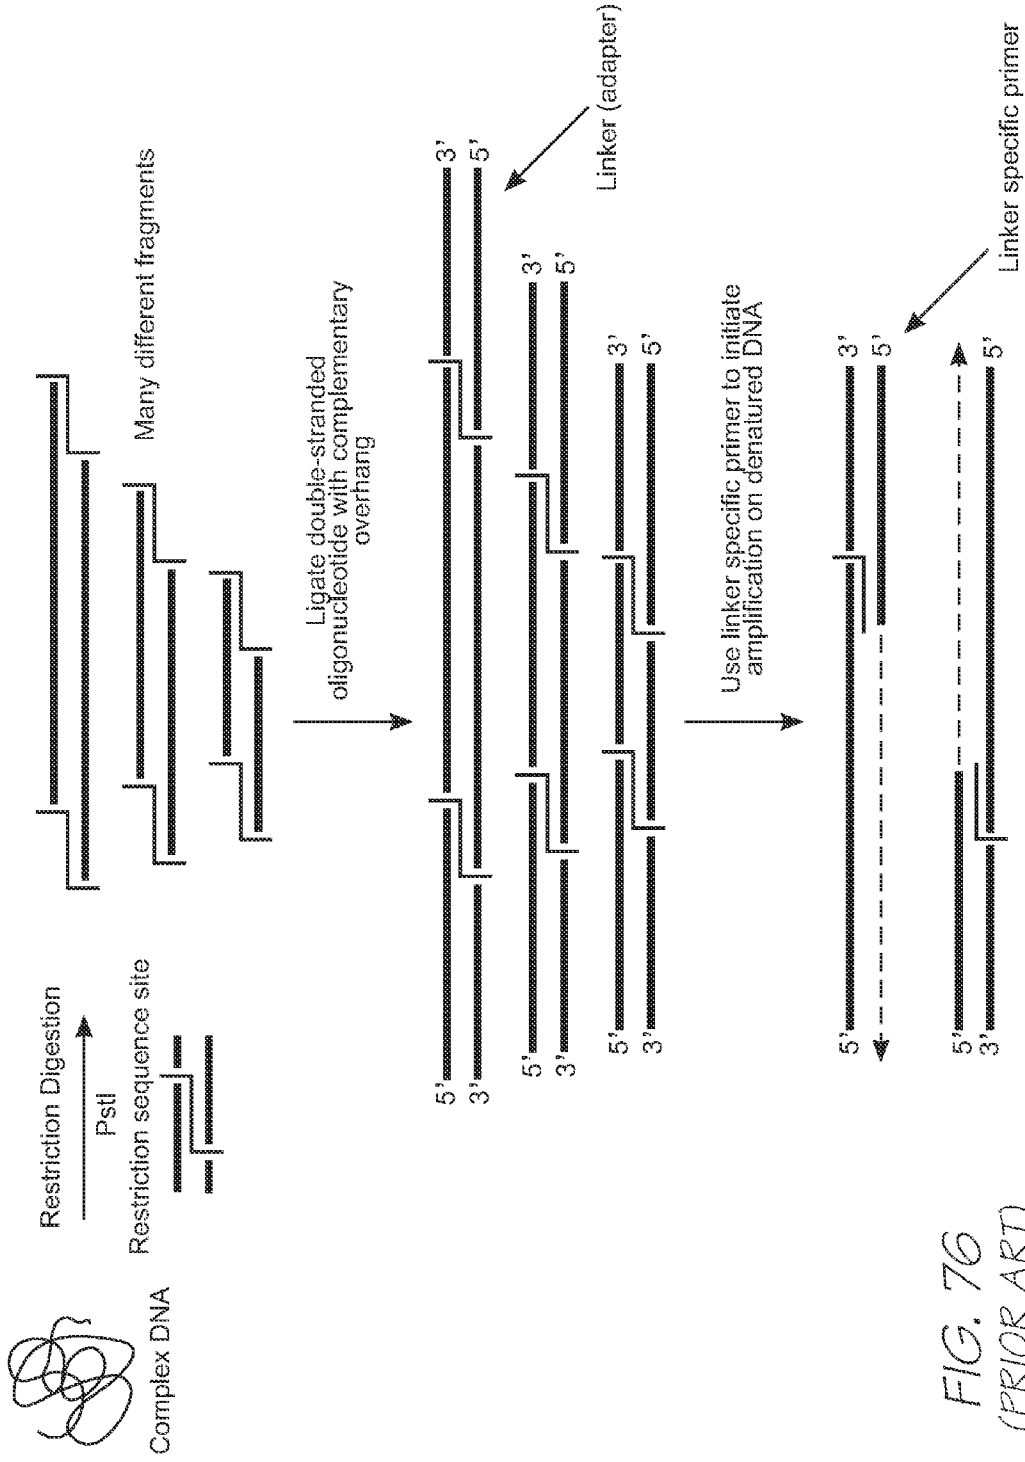 Complex DNA
Restriction Digestion
PstI
Restriction sequence site
Many different fragments
Ligate double-stranded
oligonucleotide with complementary
overhang
5' 3'
3' 5'
5' 3'
3' 5'
5' 3'
3' 5'
Linker (adapter)
Use linker specific primer to initiate
amplification on denatured DNA
5' 3'
5'
5'
3' 5'
Linker specific primer
FIG. 76
(PRIOR ART)